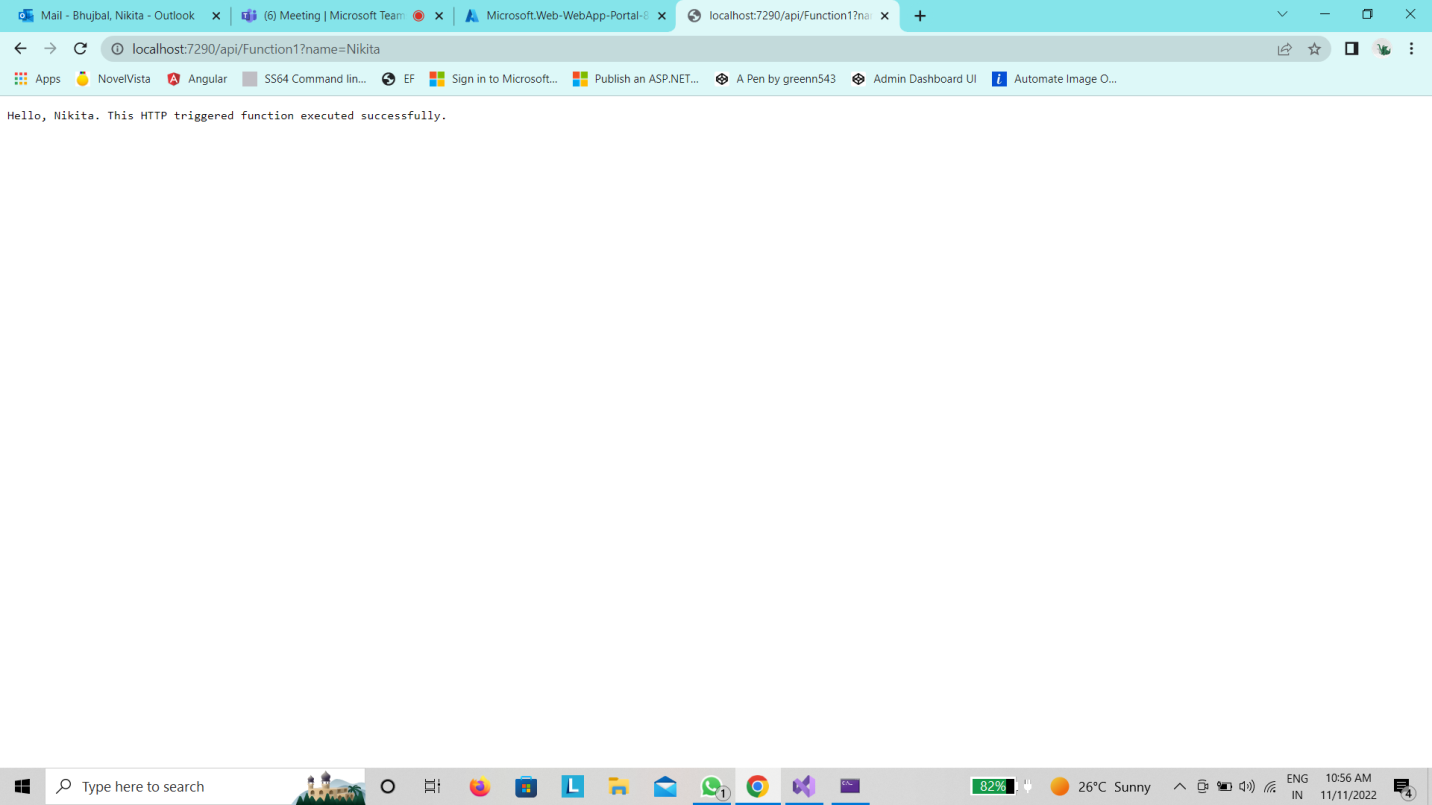 Mail - Bhujbal, Nikita - Outlook
(6) Meeting | Microsoft Team
Microsoft.Web-WebApp-Portal-8
localhost:7290/api/Function1?na
localhost:7290/api/Function1?name=Nikita
Apps
NovelVista
Angular
SS64 Command lin...
EF
Sign in to Microsoft...
Publish an ASP.NET...
A Pen by greenn543
Admin Dashboard UI
Automate Image O...
Hello, Nikita. This HTTP triggered function executed successfully.
Type here to search
L
1
82%
26°C Sunny
ENG
IN
10:56 AM
11/11/2022
4